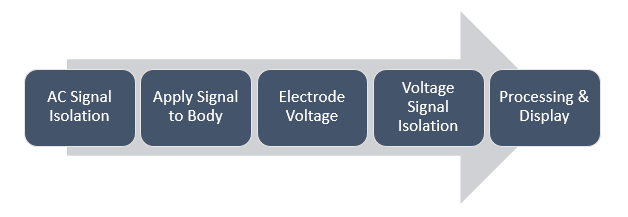 AC Signal
Isolation
Apply Signal
to Body
Electrode
Voltage
Voltage
Signal
Isolation
Processing &
Display